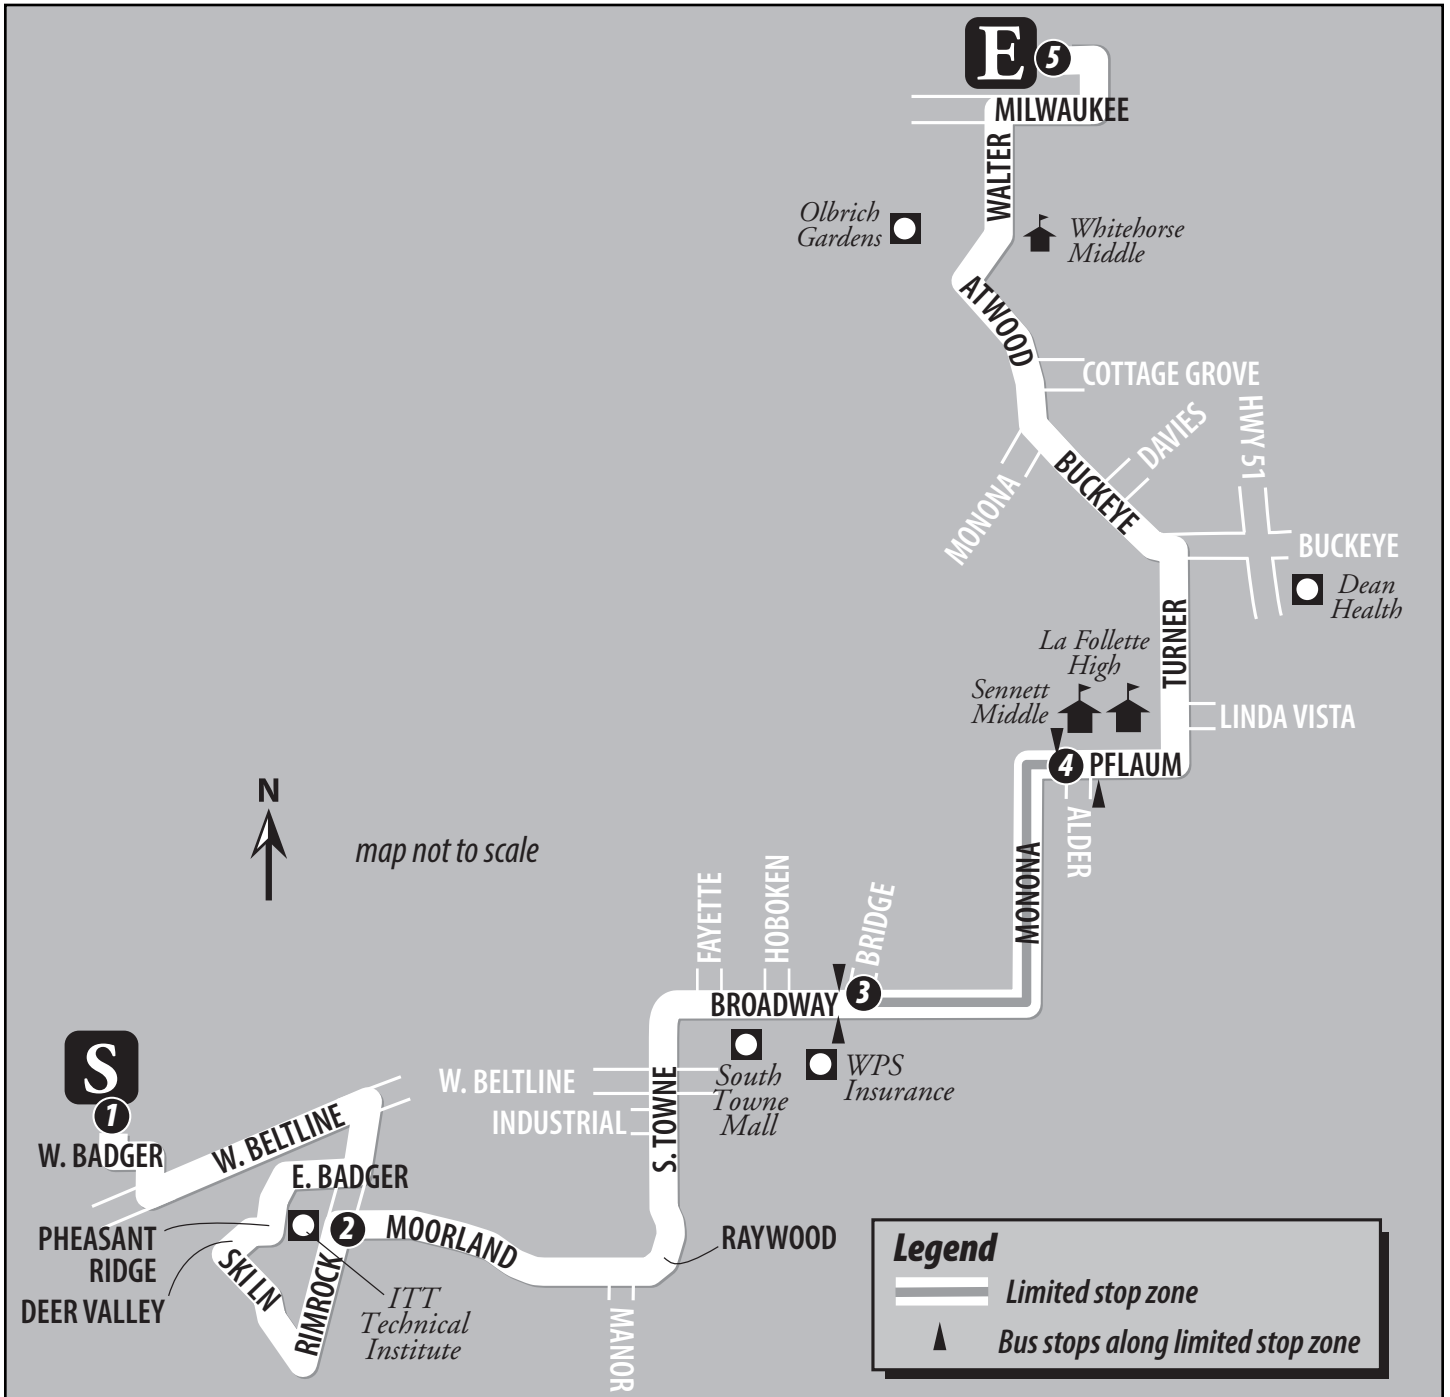 E 5
MILWAUKEE
WALTER
Olbrich
Gardens
Whitehorse
Middle
ATWOOD
COTTAGE GROVE
HWY 51
DAVIES
BUCKEYE
MONONA
BUCKEYE
Dean
Health
TURNER
La Follette
High
Sennett
Middle
LINDA VISTA
4 PFLAUM
ALDER
N
map not to scale
MONONA
FAYETTE
HOBOKEN
BRIDGE
BROADWAY 3
S
1
W. BADGER
W. BELTLINE
W. BELTLINE
INDUSTRIAL
S. TOWNE
South
Towne
Mall
WPS
Insurance
E. BADGER
PHEASANT
RIDGE
DEER VALLEY
SKI LN
RIMROCK
2 MOORLAND
ITT
Technical
Institute
RAYWOOD
MANOR
Legend
Limited stop zone
Bus stops along limited stop zone